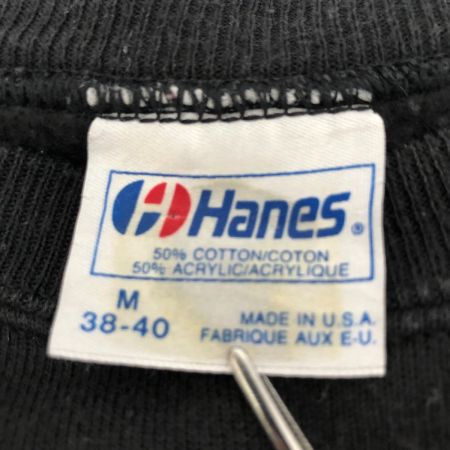 Hanes®
50% COTTON/COTON
50% ACRYLIC/ACRYLIQUE
M
38-40
MADE IN U.S.A.
FABRIQUE AUX E-U.